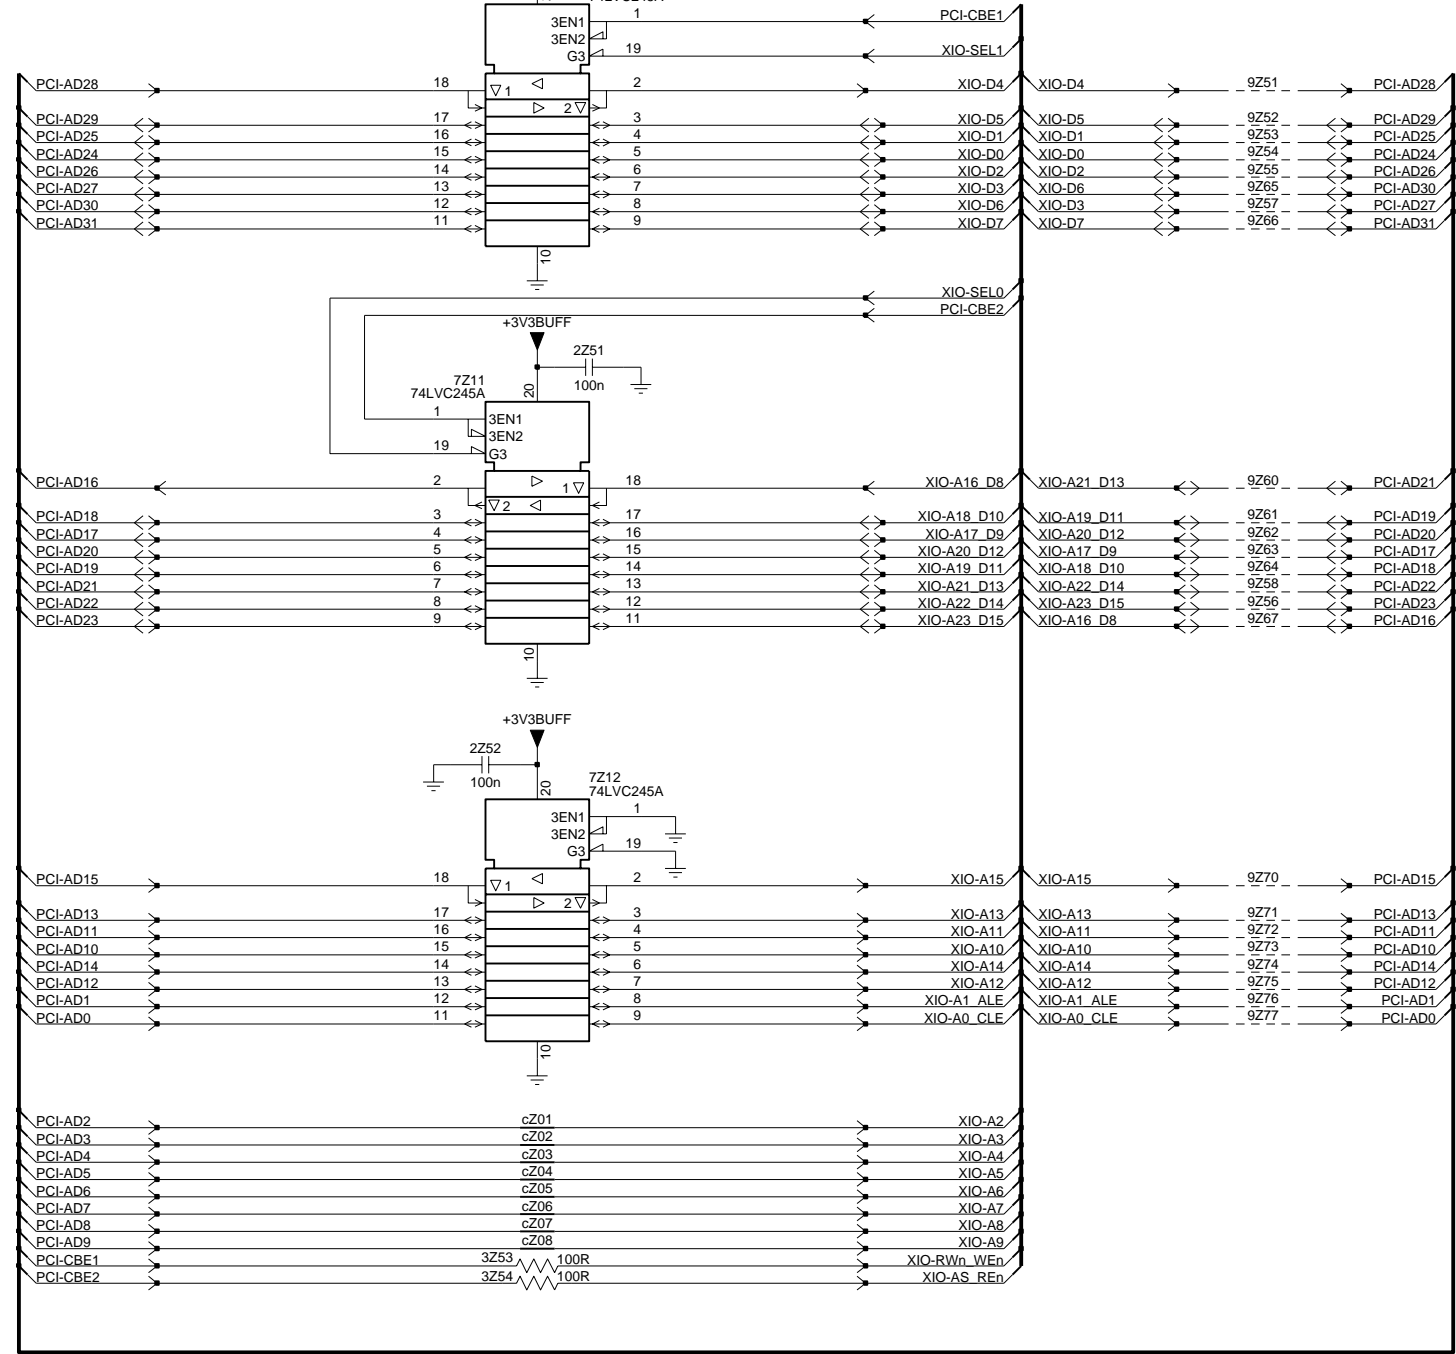 1 PCI-CBE1
3EN1
3EN2
19 XIO-SEL1
G3
PCI-AD28 18 1 2 XIO-D4 XIO-D4 9Z51 PCI-AD28
2
PCI-AD29 17 3 XIO-D5 XIO-D5 9Z52 PCI-AD29
PCI-AD25 16 4 XIO-D1 XIO-D1 9Z53 PCI-AD25
PCI-AD24 15 5 XIO-D0 XIO-D0 9Z54 PCI-AD24
PCI-AD26 14 6 XIO-D2 XIO-D2 9Z55 PCI-AD26
PCI-AD27 13 7 XIO-D3 XIO-D6 9Z65 PCI-AD30
PCI-AD30 12 8 XIO-D6 XIO-D3 9Z57 PCI-AD27
PCI-AD31 11 9 XIO-D7 XIO-D7 9Z66 PCI-AD31
10
XIO-SEL0
PCI-CBE2
+3V3BUFF
2Z51
100n
7Z11
74LVC245A
20
1 3EN1
3EN2
19 G3
PCI-AD16 2 1 18 XIO-A16_D8 XIO-A21_D13 9Z60 PCI-AD21
2
PCI-AD18 3 17 XIO-A18_D10 XIO-A19_D11 9Z61 PCI-AD19
PCI-AD17 4 16 XIO-A17_D9 XIO-A20_D12 9Z62 PCI-AD20
PCI-AD20 5 15 XIO-A20_D12 XIO-A17_D9 9Z63 PCI-AD17
PCI-AD19 6 14 XIO-A19_D11 XIO-A18_D10 9Z64 PCI-AD18
PCI-AD21 7 13 XIO-A21_D13 XIO-A22_D14 9Z58 PCI-AD22
PCI-AD22 8 12 XIO-A22_D14 XIO-A23_D15 9Z56 PCI-AD23
PCI-AD23 9 11 XIO-A23_D15 XIO-A16_D8 9Z67 PCI-AD16
10
+3V3BUFF
2Z52
100n
20
7Z12
74LVC245A
3EN1 1
3EN2
G3 19
PCI-AD15 18 1 2 XIO-A15 XIO-A15 9Z70 PCI-AD15
2
PCI-AD13 17 3 XIO-A13 XIO-A13 9Z71 PCI-AD13
PCI-AD11 16 4 XIO-A11 XIO-A11 9Z72 PCI-AD11
PCI-AD10 15 5 XIO-A10 XIO-A10 9Z73 PCI-AD10
PCI-AD14 14 6 XIO-A14 XIO-A14 9Z74 PCI-AD14
PCI-AD12 13 7 XIO-A12 XIO-A12 9Z75 PCI-AD12
PCI-AD1 12 8 XIO-A1_ALE XIO-A1_ALE 9Z76 PCI-AD1
PCI-AD0 11 9 XIO-A0_CLE XIO-A0_CLE 9Z77 PCI-AD0
10
PCI-AD2 cZ01 XIO-A2
PCI-AD3 cZ02 XIO-A3
PCI-AD4 cZ03 XIO-A4
PCI-AD5 cZ04 XIO-A5
PCI-AD6 cZ05 XIO-A6
PCI-AD7 cZ06 XIO-A7
PCI-AD8 cZ07 XIO-A8
PCI-AD9 cZ08 XIO-A9
PCI-CBE1 3Z53 100R XIO-RWn_WEn
PCI-CBE2 3Z54 100R XIO-AS_REn